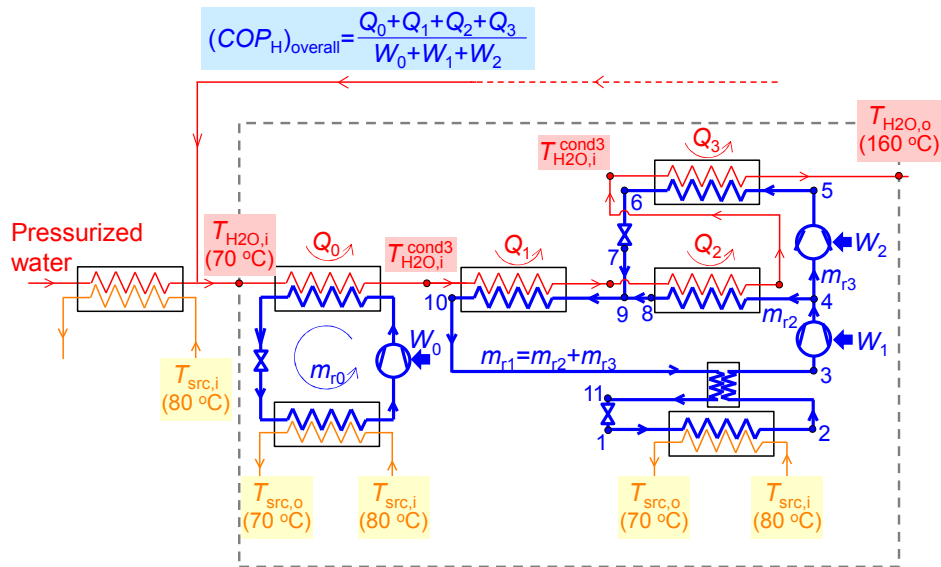 (COP_H)_overall = (Q_0+Q_1+Q_2+Q_3)/(W_0+W_1+W_2)
T_H2O,o
(160 °C)
T_H2O,i^cond3
Q_3
6
5
Pressurized
water
T_H2O,i
(70 °C)
Q_0
T_H2O,i^cond3
Q_1
7
Q_2
W_2
m_r3
10
9
8
m_r2
4
W_0
W_1
m_r0
m_r1=m_r2+m_r3
3
T_src,i
(80 °C)
11
1
2
T_src,o
(70 °C)
T_src,i
(80 °C)
T_src,o
(70 °C)
T_src,i
(80 °C)